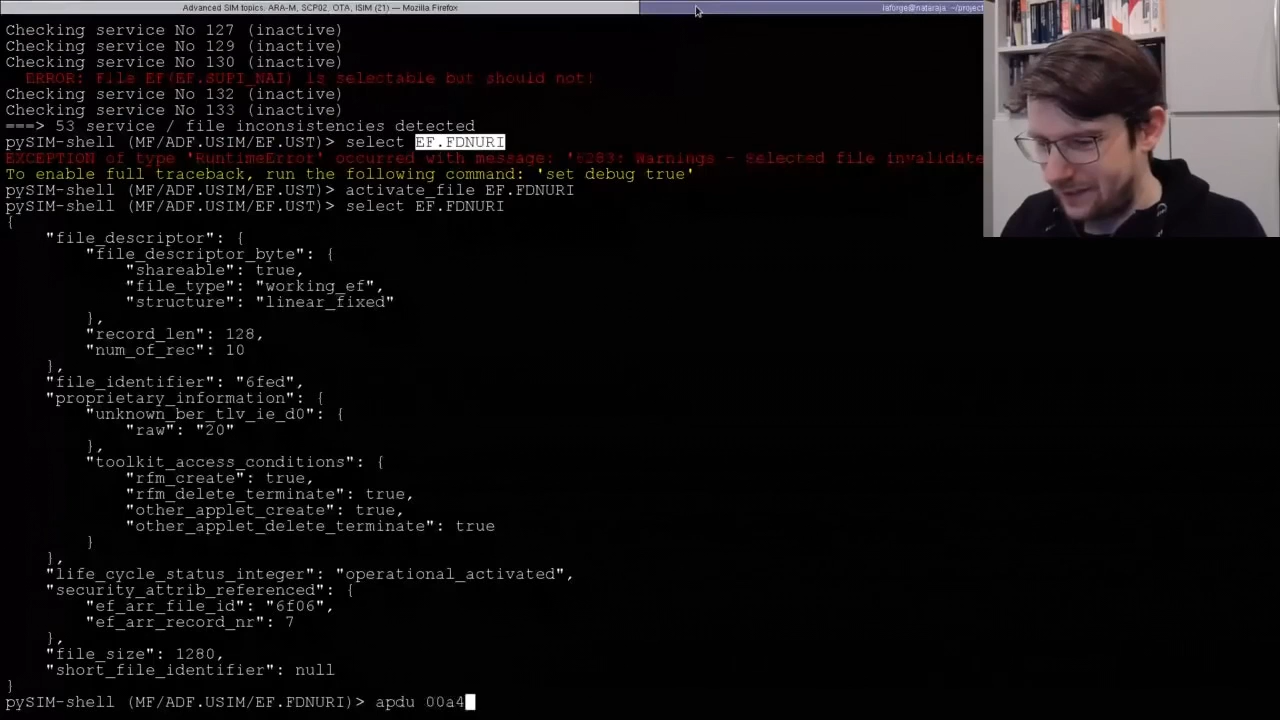 Advanced SIM topics. ARA-M, SCP02, OTA, ISIM (21) — Mozilla Firefox
laforge@nataraja: ~/project
Checking service No 127 (inactive)
Checking service No 129 (inactive)
Checking service No 130 (inactive)
ERROR: File EF(EF.SUPI_NAI) is selectable but should not!
Checking service No 132 (inactive)
Checking service No 133 (inactive)
===> 53 service / file inconsistencies detected
pySIM-shell (MF/ADF.USIM/EF.UST)> select EF.FDNURI
EXCEPTION of type 'RuntimeError' occurred with message: '6283: Warnings - Selected file invalidate
To enable full traceback, run the following command: 'set debug true'
pySIM-shell (MF/ADF.USIM/EF.UST)> activate_file EF.FDNURI
pySIM-shell (MF/ADF.USIM/EF.UST)> select EF.FDNURI
{
    "file_descriptor": {
        "file_descriptor_byte": {
            "shareable": true,
            "file_type": "working_ef",
            "structure": "linear_fixed"
        },
        "record_len": 128,
        "num_of_rec": 10
    },
    "file_identifier": "6fed",
    "proprietary_information": {
        "unknown_ber_tlv_ie_d0": {
            "raw": "20"
        },
        "toolkit_access_conditions": {
            "rfm_create": true,
            "rfm_delete_terminate": true,
            "other_applet_create": true,
            "other_applet_delete_terminate": true
        }
    },
    "life_cycle_status_integer": "operational_activated",
    "security_attrib_referenced": {
        "ef_arr_file_id": "6f06",
        "ef_arr_record_nr": 7
    },
    "file_size": 1280,
    "short_file_identifier": null
}
pySIM-shell (MF/ADF.USIM/EF.FDNURI)> apdu 00a4